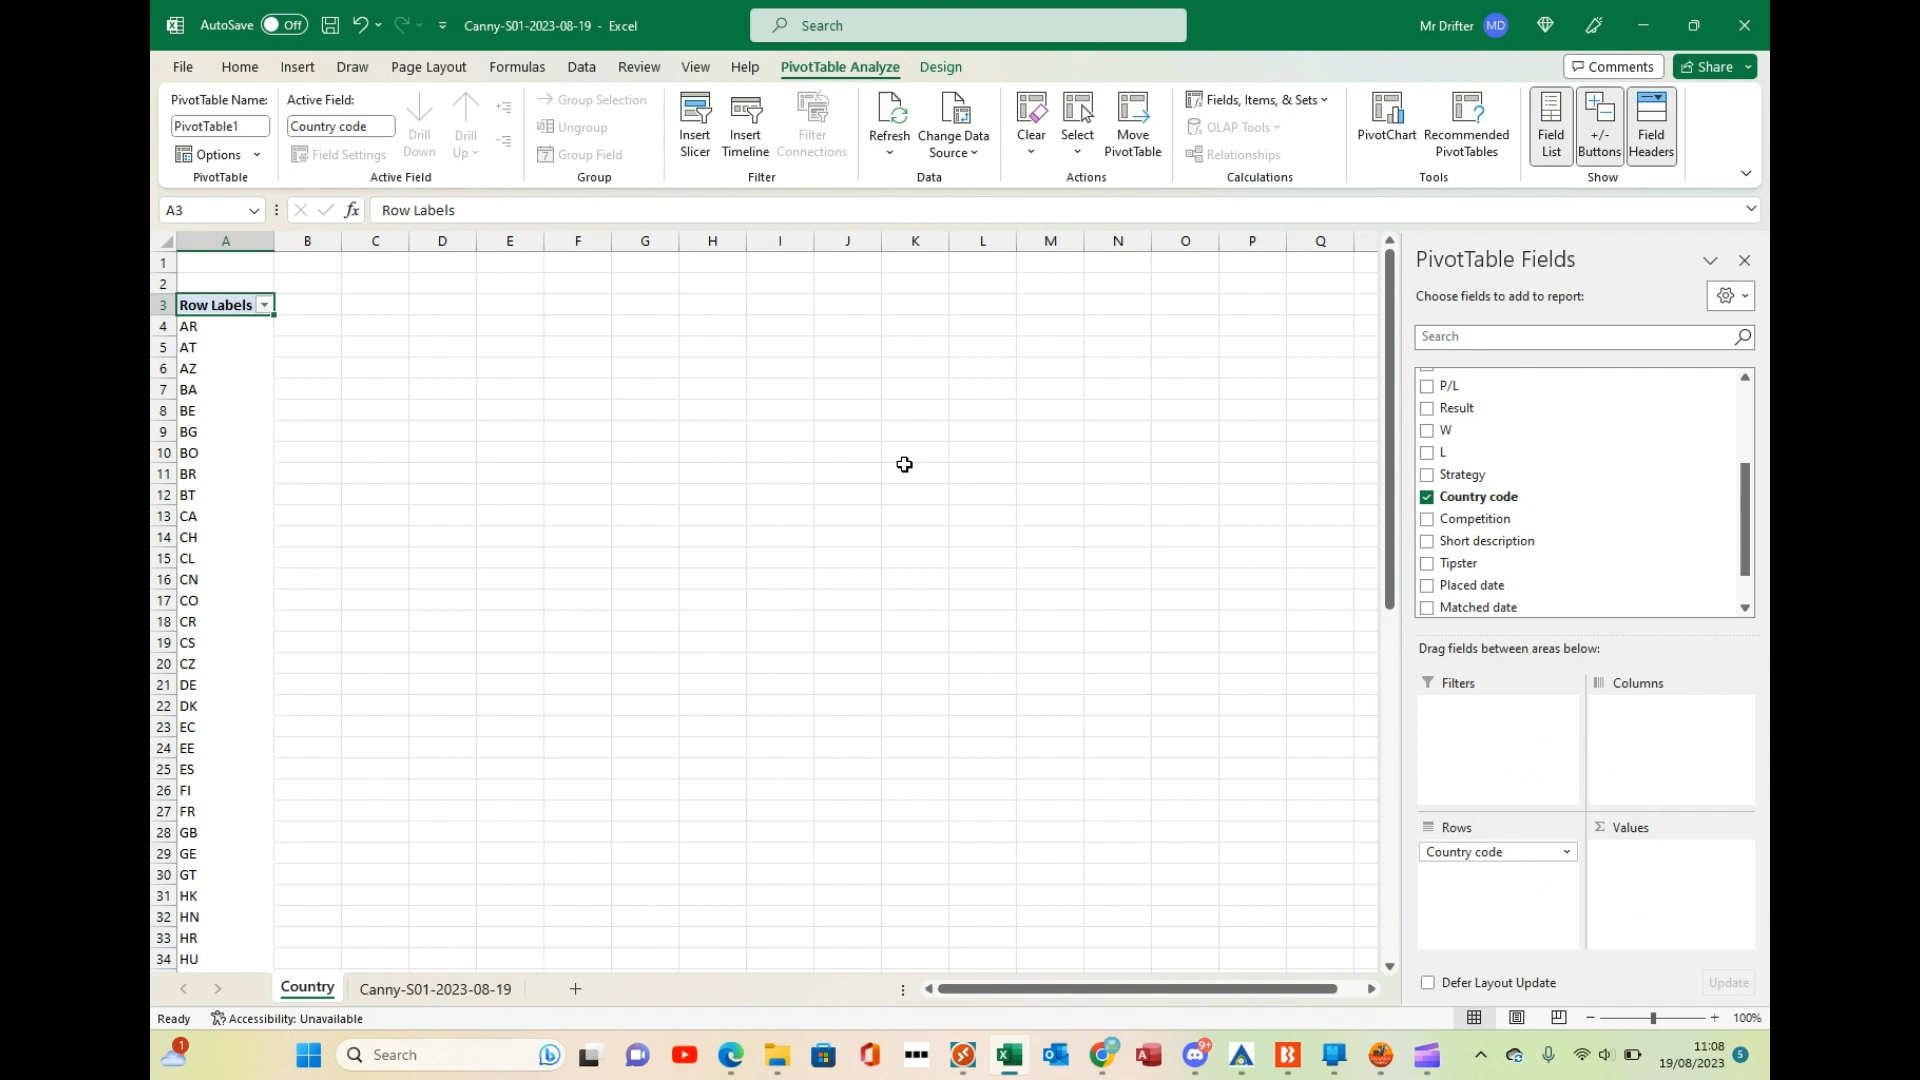 AutoSave Off Canny-S01-2023-08-19 - Excel Search Mr Drifter MD
File Home Insert Draw Page Layout Formulas Data Review View Help PivotTable Analyze Design Comments Share
PivotTable Name:
PivotTable1
Options
PivotTable
Active Field:
Country code
Field Settings
Drill Down
Drill Up
Active Field
Group Selection
Ungroup
Group Field
Group
Insert Slicer
Insert Timeline
Filter Connections
Filter
Refresh
Change Data Source
Data
Clear
Select
Move PivotTable
Actions
Fields, Items, & Sets
OLAP Tools
Relationships
Calculations
PivotChart
Recommended PivotTables
Tools
Field List
+/- Buttons
Field Headers
Show
A3 fx Row Labels
A B C D E F G H I J K L M N O P Q
1
2
3 Row Labels
4 AR
5 AT
6 AZ
7 BA
8 BE
9 BG
10 BO
11 BR
12 BT
13 CA
14 CH
15 CL
16 CN
17 CO
18 CR
19 CS
20 CZ
21 DE
22 DK
23 EC
24 EE
25 ES
26 FI
27 FR
28 GB
29 GE
30 GT
31 HK
32 HN
33 HR
34 HU
PivotTable Fields
Choose fields to add to report:
Search
P/L
Result
W
L
Strategy
Country code
Competition
Short description
Tipster
Placed date
Matched date
Drag fields between areas below:
Filters
Columns
Rows
Country code
Σ Values
Defer Layout Update Update
Country Canny-S01-2023-08-19
Ready Accessibility: Unavailable 100%
1 Search 9+ 11:08
19/08/2023 5